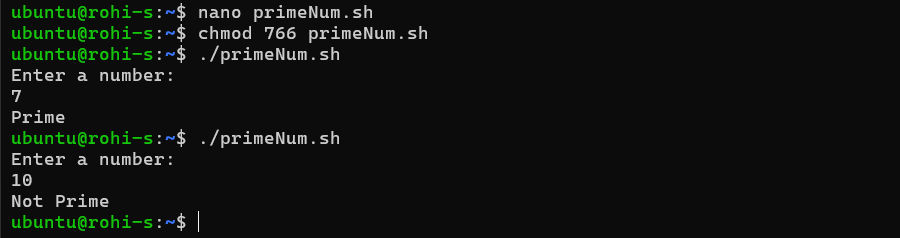 ubuntu@rohi-s:~$ nano primeNum.sh
ubuntu@rohi-s:~$ chmod 766 primeNum.sh
ubuntu@rohi-s:~$ ./primeNum.sh
Enter a number:
7
Prime
ubuntu@rohi-s:~$ ./primeNum.sh
Enter a number:
10
Not Prime
ubuntu@rohi-s:~$